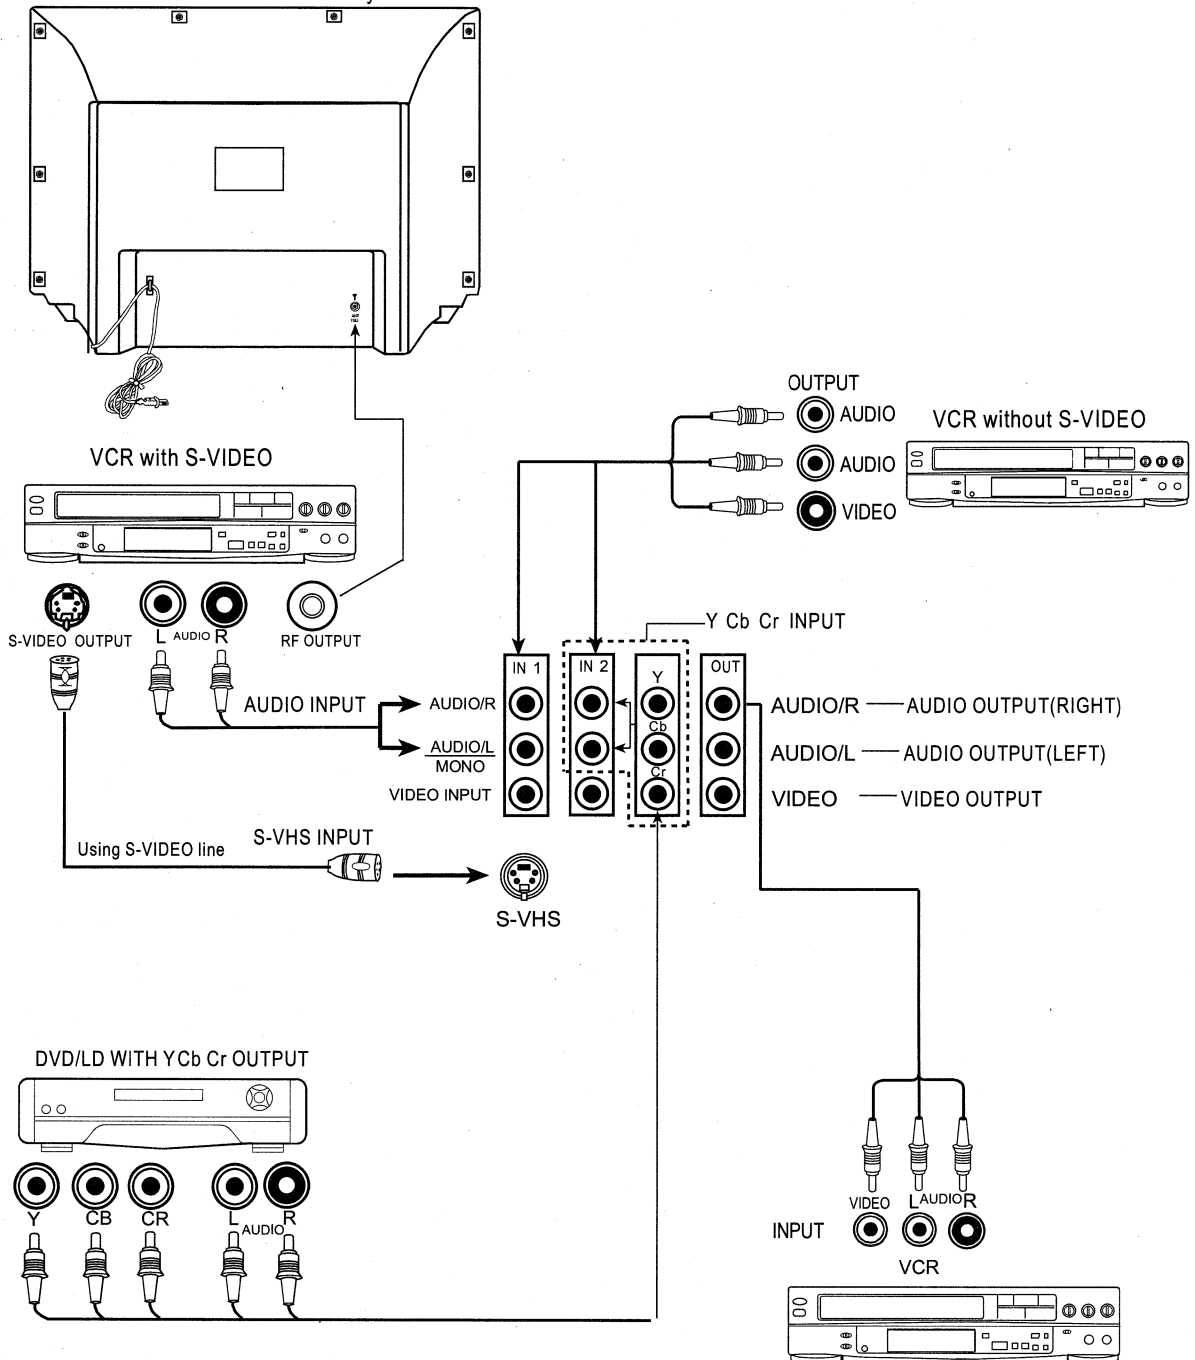 OUTPUT
AUDIO
VCR without S-VIDEO
VCR with S-VIDEO
AUDIO
VIDEO
S-VIDEO OUTPUT
L AUDIO R
RF OUTPUT
Y Cb Cr INPUT
IN 1
IN 2
Y
OUT
AUDIO INPUT
AUDIO/R
Cb
AUDIO/R
AUDIO OUTPUT(RIGHT)
AUDIO/L
MONO
Cr
AUDIO/L
AUDIO OUTPUT(LEFT)
VIDEO INPUT
VIDEO
VIDEO OUTPUT
Using S-VIDEO line
S-VHS INPUT
S-VHS
DVD/LD WITH Y Cb Cr OUTPUT
Y
CB
CR
L AUDIO R
VIDEO
L AUDIO R
INPUT
VCR